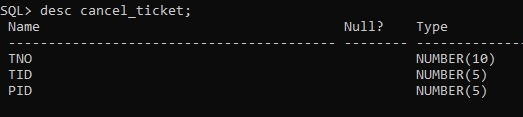 SQL> desc cancel_ticket;
Name Null? Type
----------------------------------------- -------- ----------------
TNO NUMBER(10)
TID NUMBER(5)
PID NUMBER(5)